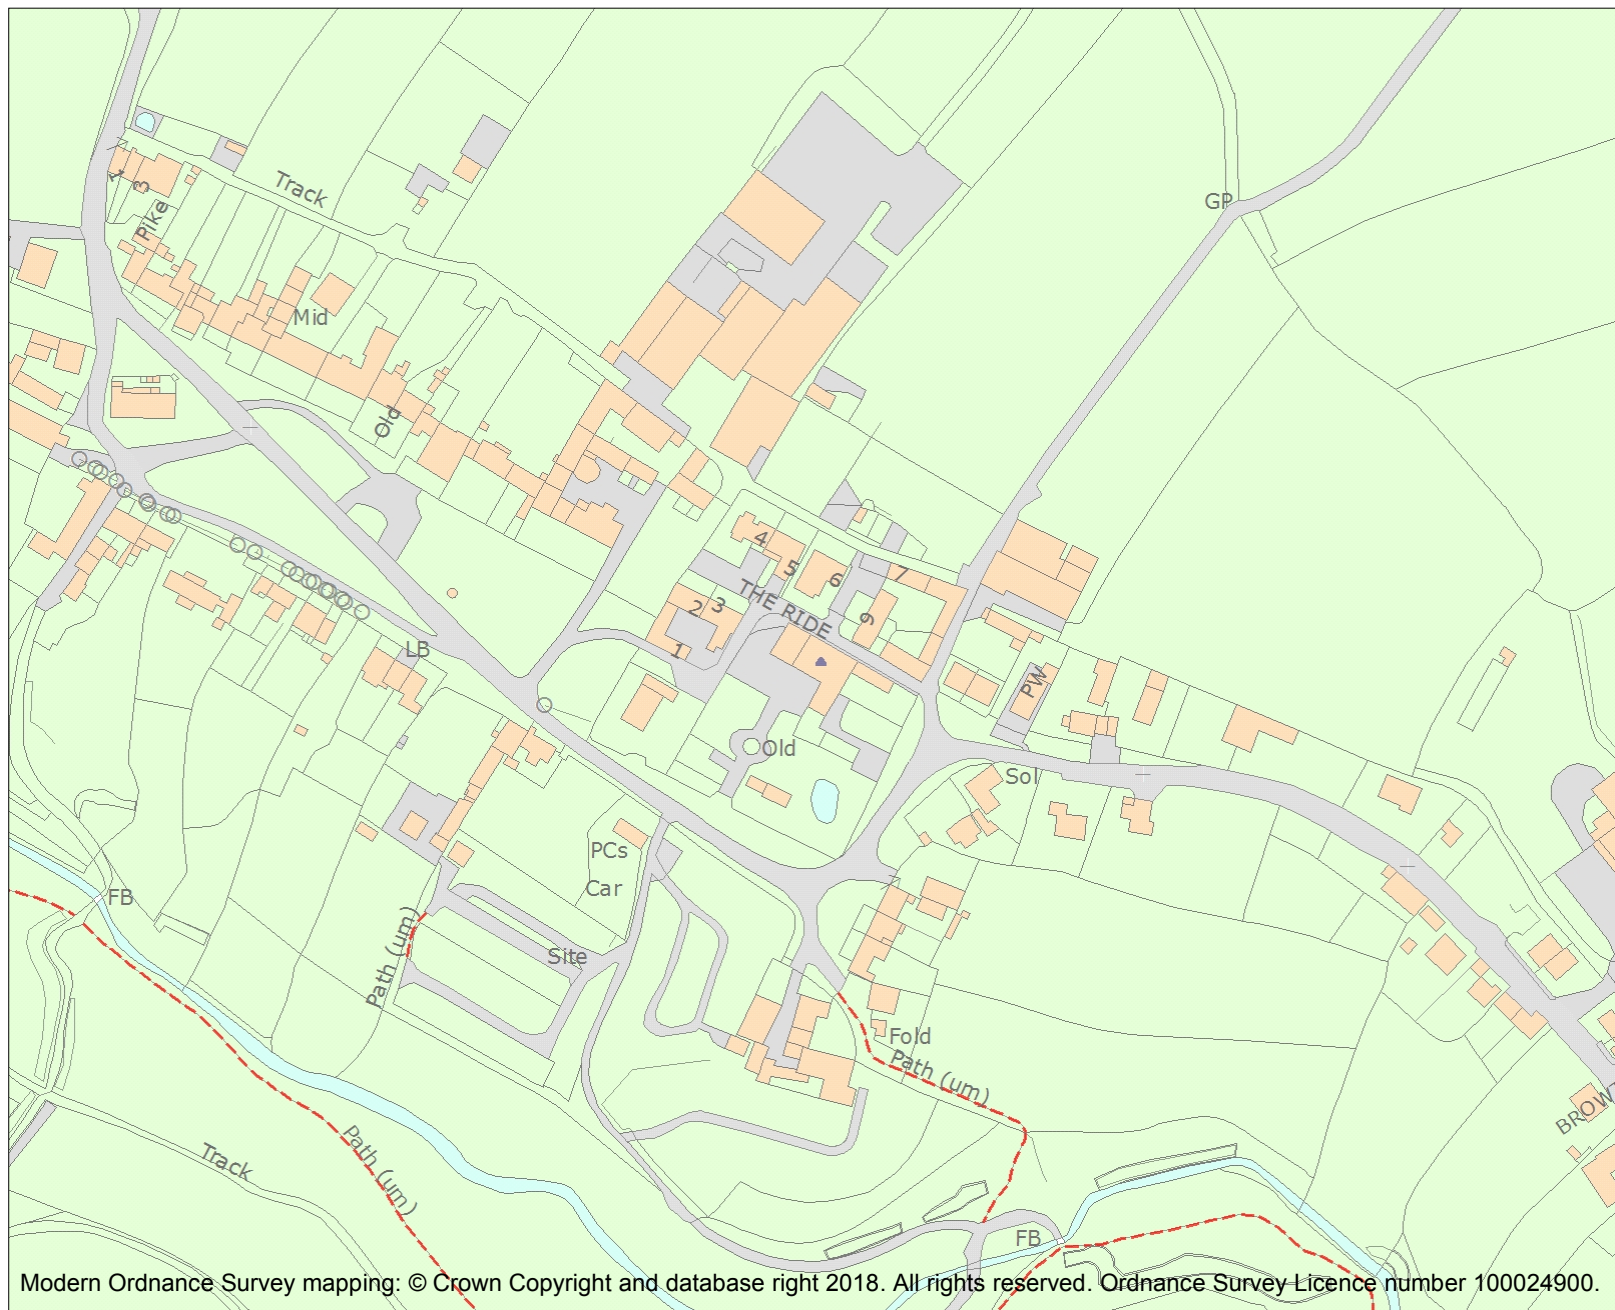 1
3
Pike
Track
GP
Mid
Old
4
5
6
7
2
3
THE RIDE
9
1
LB
PW
Old
Sol
PCs
Car
FB
Path (um)
Site
Fold
Path (um)
Track
Path (um)
FB
BROW
Modern Ordnance Survey mapping: © Crown Copyright and database right 2018. All rights reserved. Ordnance Survey Licence number 100024900.